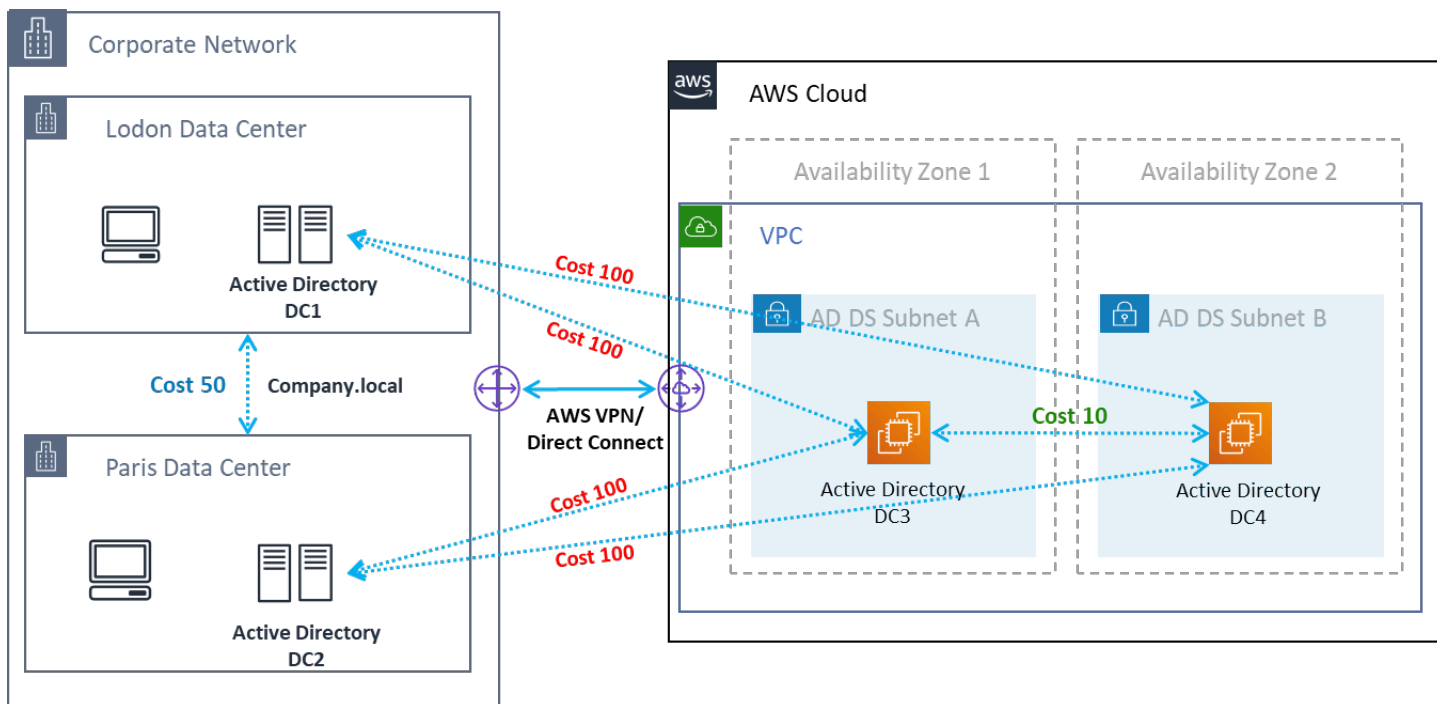 Corporate Network
Lodon Data Center
Active Directory
DC1
Cost 50
Company.local
Paris Data Center
Active Directory
DC2
Cost 100
Cost 100
Cost 100
Cost 100
AWS VPN/
Direct Connect
aws
AWS Cloud
Availability Zone 1
Availability Zone 2
VPC
AD DS Subnet A
AD DS Subnet B
Cost 10
Active Directory
DC3
Active Directory
DC4